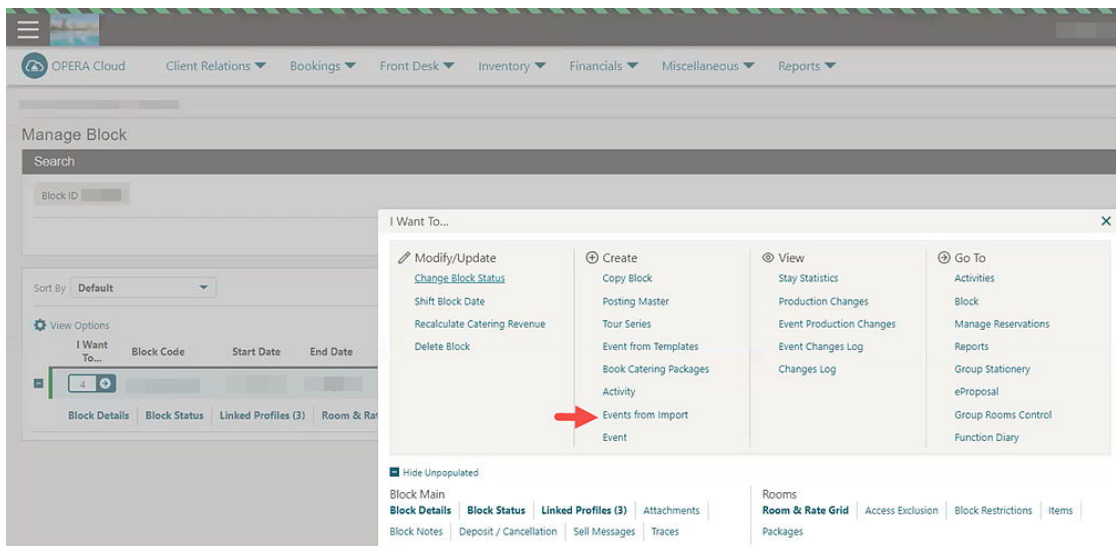 OPERA Cloud Client Relations Bookings Front Desk Inventory Financials Miscellaneous Reports
Manage Block
Search
Block ID
I Want To...
Modify/Update
Change Block Status
Shift Block Date
Recalculate Catering Revenue
Delete Block
Create
Copy Block
Posting Master
Tour Series
Event from Templates
Book Catering Packages
Activity
Events from Import
Event
View
Stay Statistics
Production Changes
Event Production Changes
Event Changes Log
Changes Log
Go To
Activities
Block
Manage Reservations
Reports
Group Stationery
eProposal
Group Rooms Control
Function Diary
Sort By Default
View Options
I Want To... Block Code Start Date End Date
4
Block Details Block Status Linked Profiles (3) Room & Rat
Hide Unpopulated
Block Main
Block Details Block Status Linked Profiles (3) Attachments
Block Notes Deposit / Cancellation Sell Messages Traces
Rooms
Room & Rate Grid Access Exclusion Block Restrictions Items
Packages